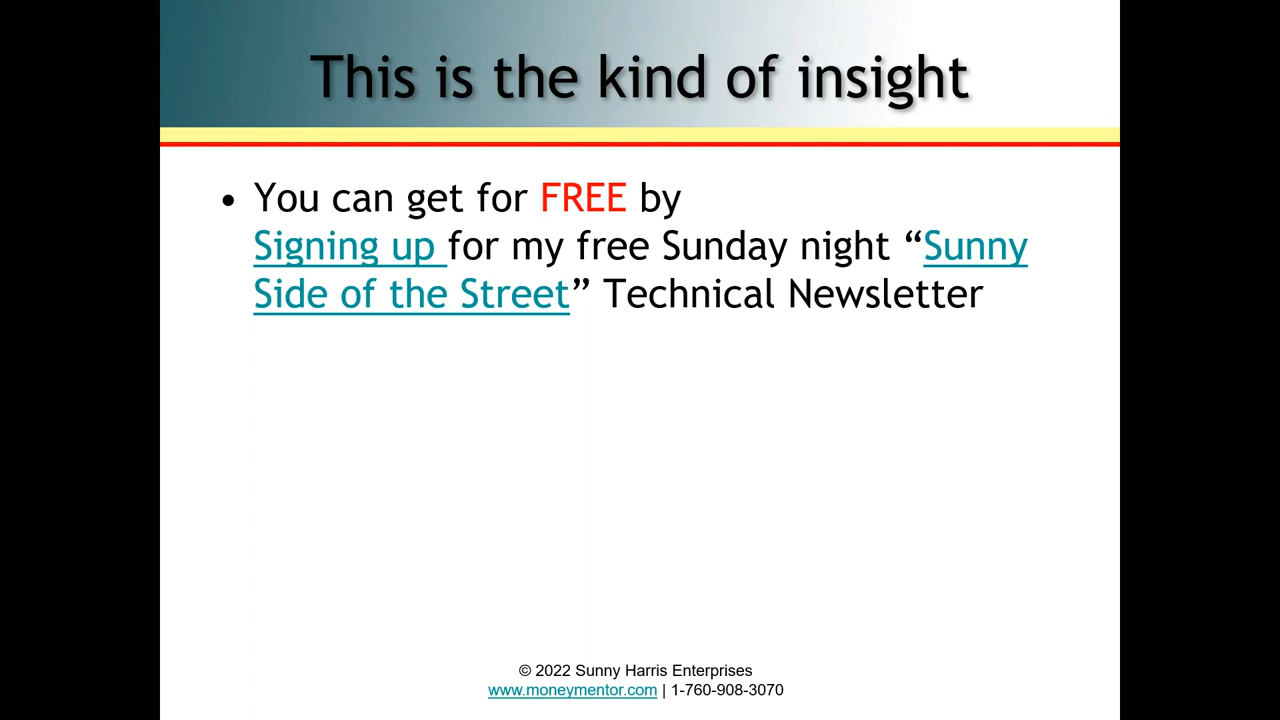 This is the kind of insight
• You can get for FREE by
Signing up for my free Sunday night “Sunny
Side of the Street” Technical Newsletter
© 2022 Sunny Harris Enterprises
www.moneymentor.com | 1-760-908-3070